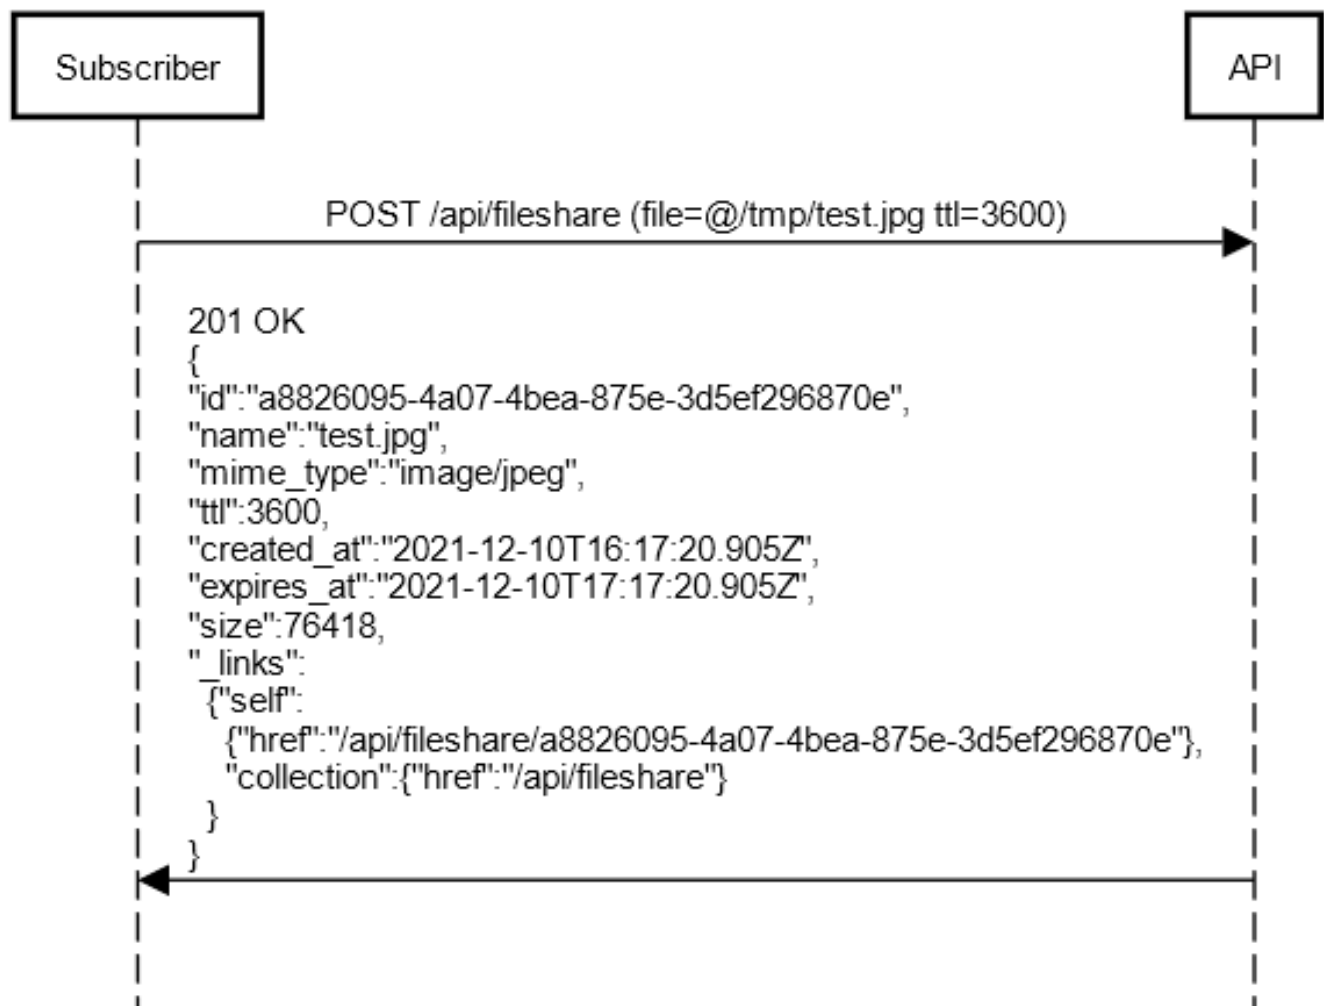 Subscriber
API
POST /api/fileshare (file=@/tmp/test.jpg ttl=3600)
201 OK
{
"id":"a8826095-4a07-4bea-875e-3d5ef296870e",
"name":"test.jpg",
"mime_type":"image/jpeg",
"ttl":3600,
"created_at":"2021-12-10T16:17:20.905Z",
"expires_at":"2021-12-10T17:17:20.905Z",
"size":76418,
"_links":
{"self":
{"href":"/api/fileshare/a8826095-4a07-4bea-875e-3d5ef296870e"},
"collection":{"href":"/api/fileshare"}
}
}